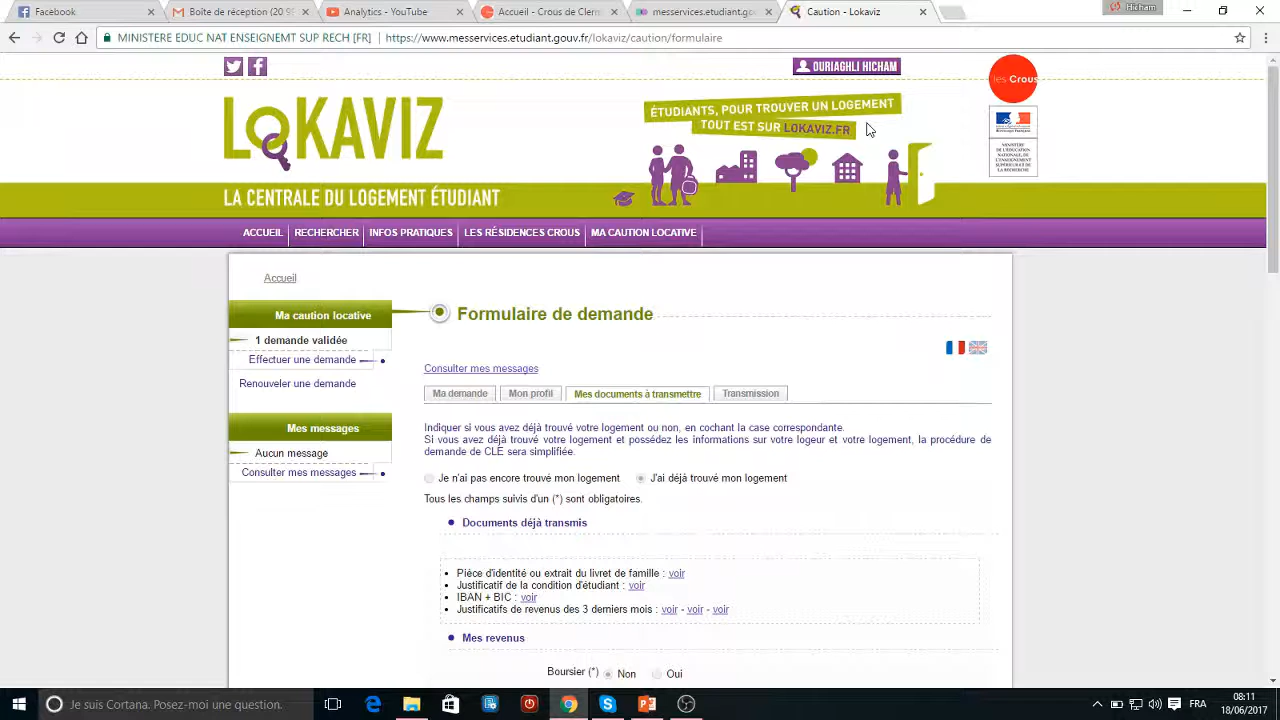 Facebook
Boîte de réception (20 99
Analytics - YouTube
Accueil - Crous de Clerm
messervices.etudiant.gou
Caution - Lokaviz
Hicham
MINISTERE EDUC NAT ENSEIGNEMT SUP RECH [FR]
https://www.messervices.etudiant.gouv.fr/lokaviz/caution/formulaire
OURIAGHLI HICHAM
les Crous
LOKAVIZ
ÉTUDIANTS, POUR TROUVER UN LOGEMENT
TOUT EST SUR LOKAVIZ.FR
LA CENTRALE DU LOGEMENT ÉTUDIANT
ACCUEIL
RECHERCHER
INFOS PRATIQUES
LES RÉSIDENCES CROUS
MA CAUTION LOCATIVE
Accueil
Ma caution locative
1 demande validée
Effectuer une demande
Renouveler une demande
Mes messages
Aucun message
Consulter mes messages
Formulaire de demande
Consulter mes messages
Ma demande
Mon profil
Mes documents à transmettre
Transmission
Indiquer si vous avez déjà trouvé votre logement ou non, en cochant la case correspondante.
Si vous avez déjà trouvé votre logement et possédez les informations sur votre logeur et votre logement, la procédure de
demande de CLE sera simplifiée.
Je n'ai pas encore trouvé mon logement
J'ai déjà trouvé mon logement
Tous les champs suivis d'un (*) sont obligatoires.
Documents déjà transmis
Pièce d'identité ou extrait du livret de famille : voir
Justificatif de la condition d'étudiant : voir
IBAN + BIC : voir
Justificatifs de revenus des 3 derniers mois : voir - voir - voir
Mes revenus
Boursier (*) Non Oui
Je suis Cortana. Posez-moi une question.
FRA
08:11
18/06/2017